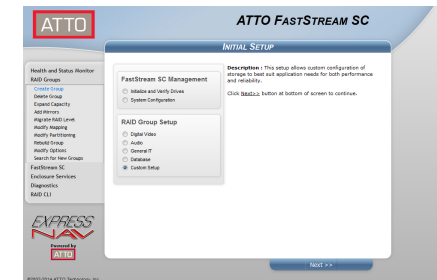 ATTO
ATTO FASTSTREAM SC
INITIAL SETUP
Health and Status Monitor
RAID Groups
Create Group
Delete Group
Expand Capacity
Add Mirrors
Migrate RAID Level
Modify Mapping
Modify Partitioning
Rebuild Group
Modify Options
Search for New Groups
FastStream SC
Enclosure Services
Diagnostics
RAID CLI
EXPRESS
NAV
Powered by
ATTO
FastStream SC Management
Initialize and Verify Drives
System Configuration
RAID Group Setup
Digital Video
Audio
General IT
Database
Custom Setup
Description : This setup allows custom configuration of
storage to best suit application needs for both performance
and reliability.
Click Next>> button at bottom of screen to continue.
Next >>